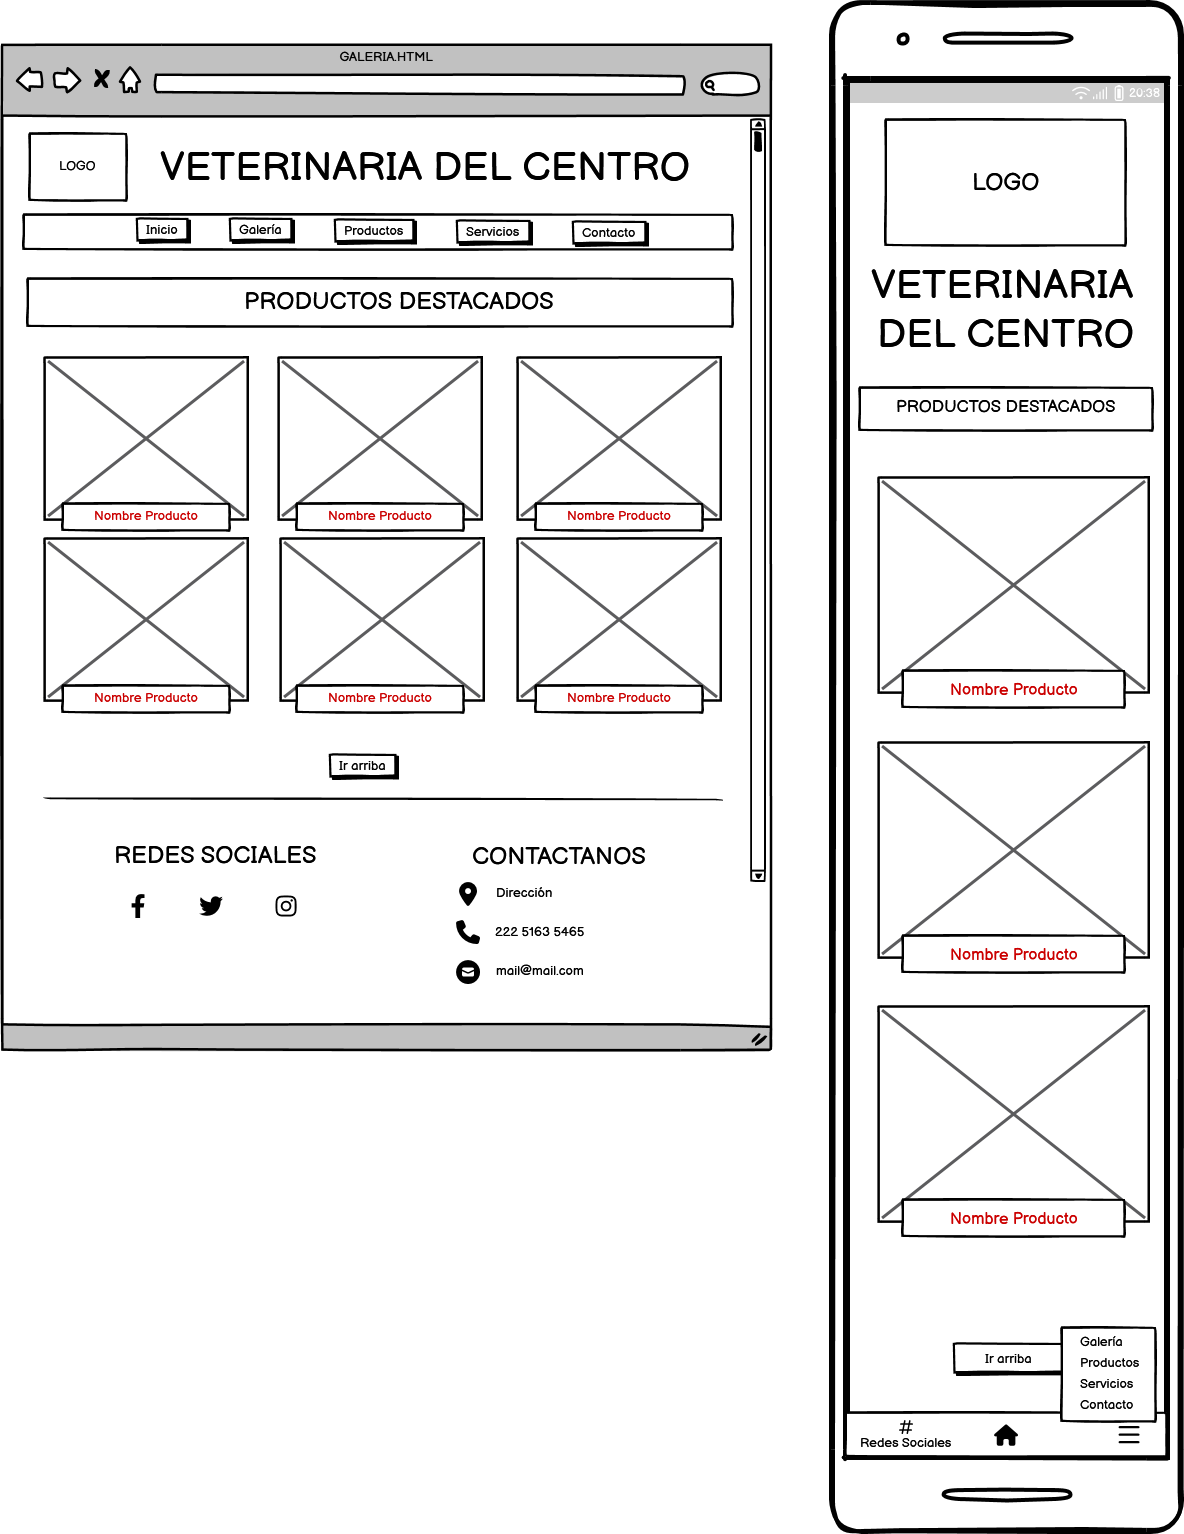 GALERIA.HTML
LOGO
VETERINARIA DEL CENTRO
Inicio
Galería
Productos
Servicios
Contacto
PRODUCTOS DESTACADOS
Nombre Producto
Nombre Producto
Nombre Producto
Nombre Producto
Nombre Producto
Nombre Producto
Ir arriba
REDES SOCIALES
CONTACTANOS
Dirección
222 5163 5465
mail@mail.com
20:38
LOGO
VETERINARIA
DEL CENTRO
PRODUCTOS DESTACADOS
Nombre Producto
Nombre Producto
Nombre Producto
Ir arriba
Galería
Productos
Servicios
Contacto
#
Redes Sociales